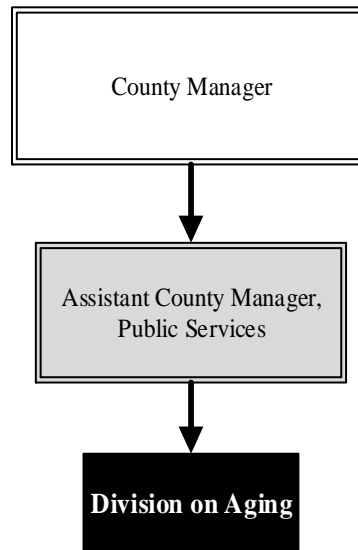 County Manager
Assistant County Manager,
Public Services
Division on Aging